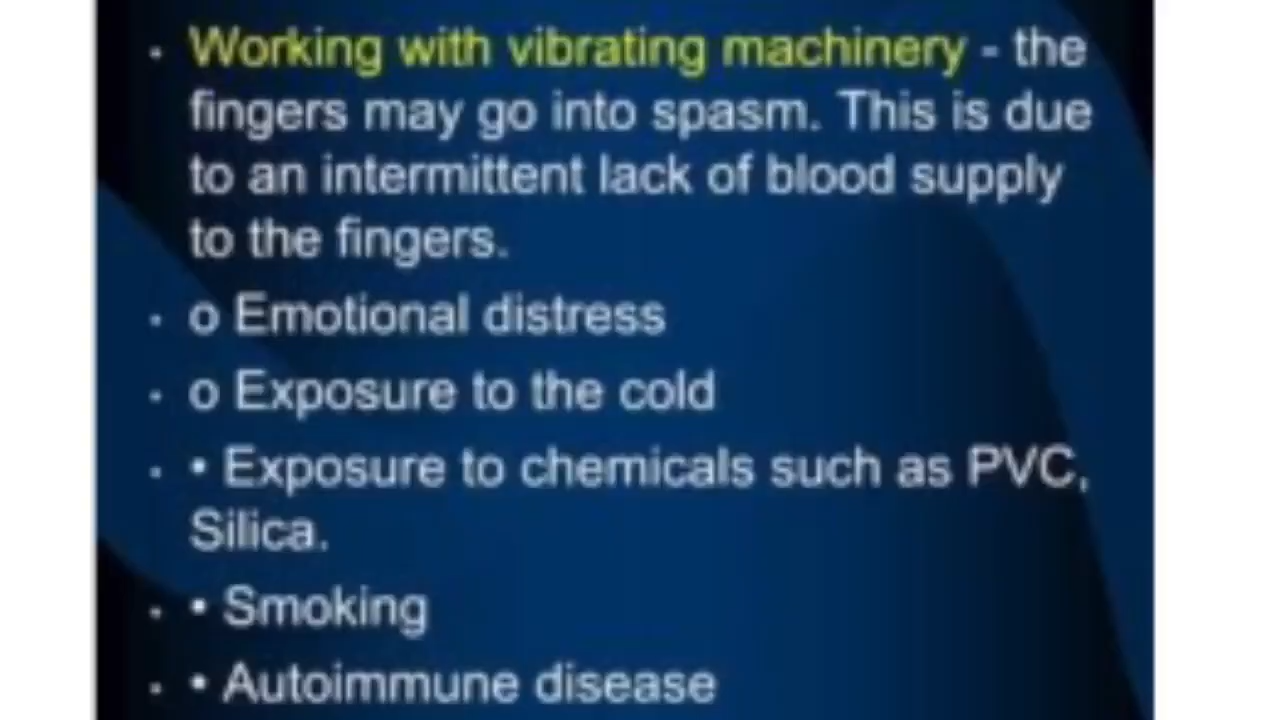 · Working with vibrating machinery - the
fingers may go into spasm. This is due
to an intermittent lack of blood supply
to the fingers.
· o Emotional distress
· o Exposure to the cold
· • Exposure to chemicals such as PVC,
Silica.
· • Smoking
· • Autoimmune disease